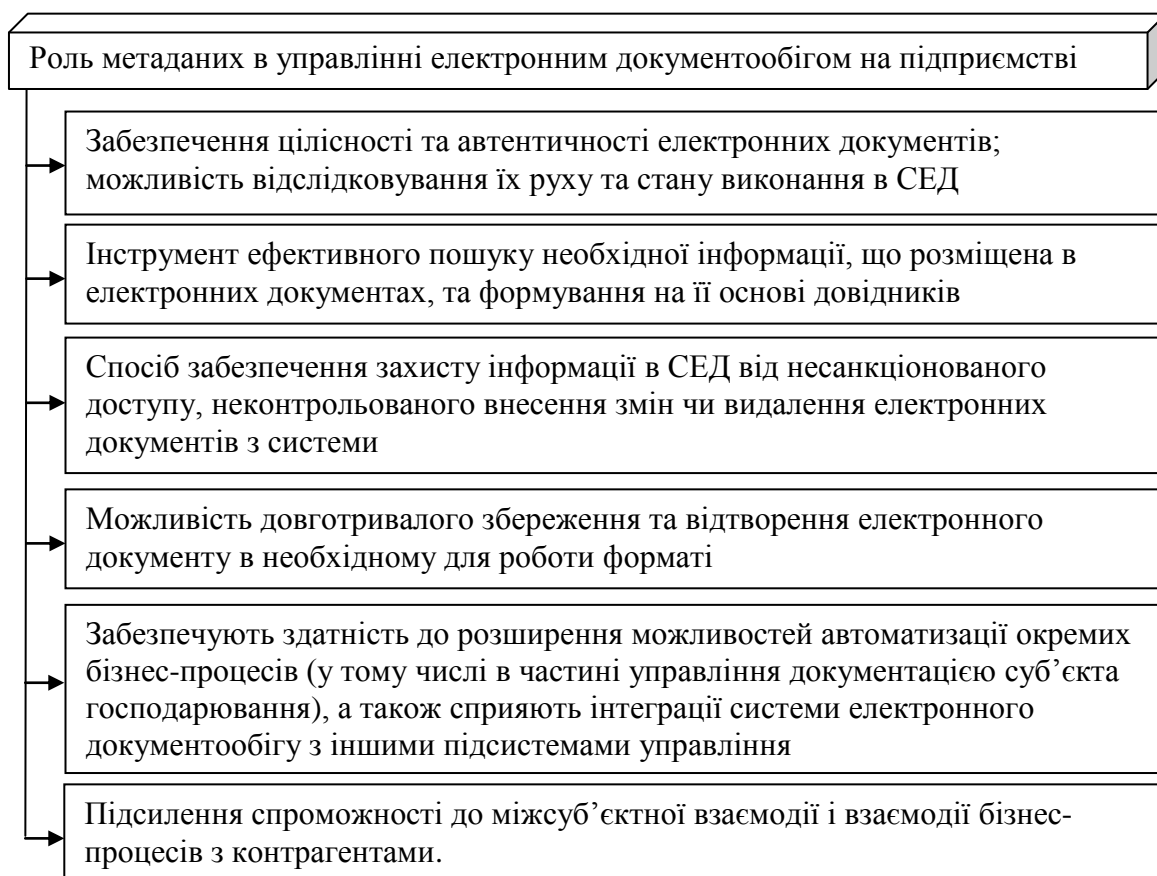 Роль метаданих в управлінні електронним документообігом на підприємстві
Забезпечення цілісності та автентичності електронних документів;
можливість відслідковування їх руху та стану виконання в СЕД
Інструмент ефективного пошуку необхідної інформації, що розміщена в
електронних документах, та формування на її основі довідників
Спосіб забезпечення захисту інформації в СЕД від несанкціонованого
доступу, неконтрольованого внесення змін чи видалення електронних
документів з системи
Можливість довготривалого збереження та відтворення електронного
документу в необхідному для роботи форматі
Забезпечують здатність до розширення можливостей автоматизації окремих
бізнес-процесів (у тому числі в частині управління документацією суб’єкта
господарювання), а також сприяють інтеграції системи електронного
документообігу з іншими підсистемами управління
Підсилення спроможності до міжсуб’єктної взаємодії і взаємодії бізнес-
процесів з контрагентами.